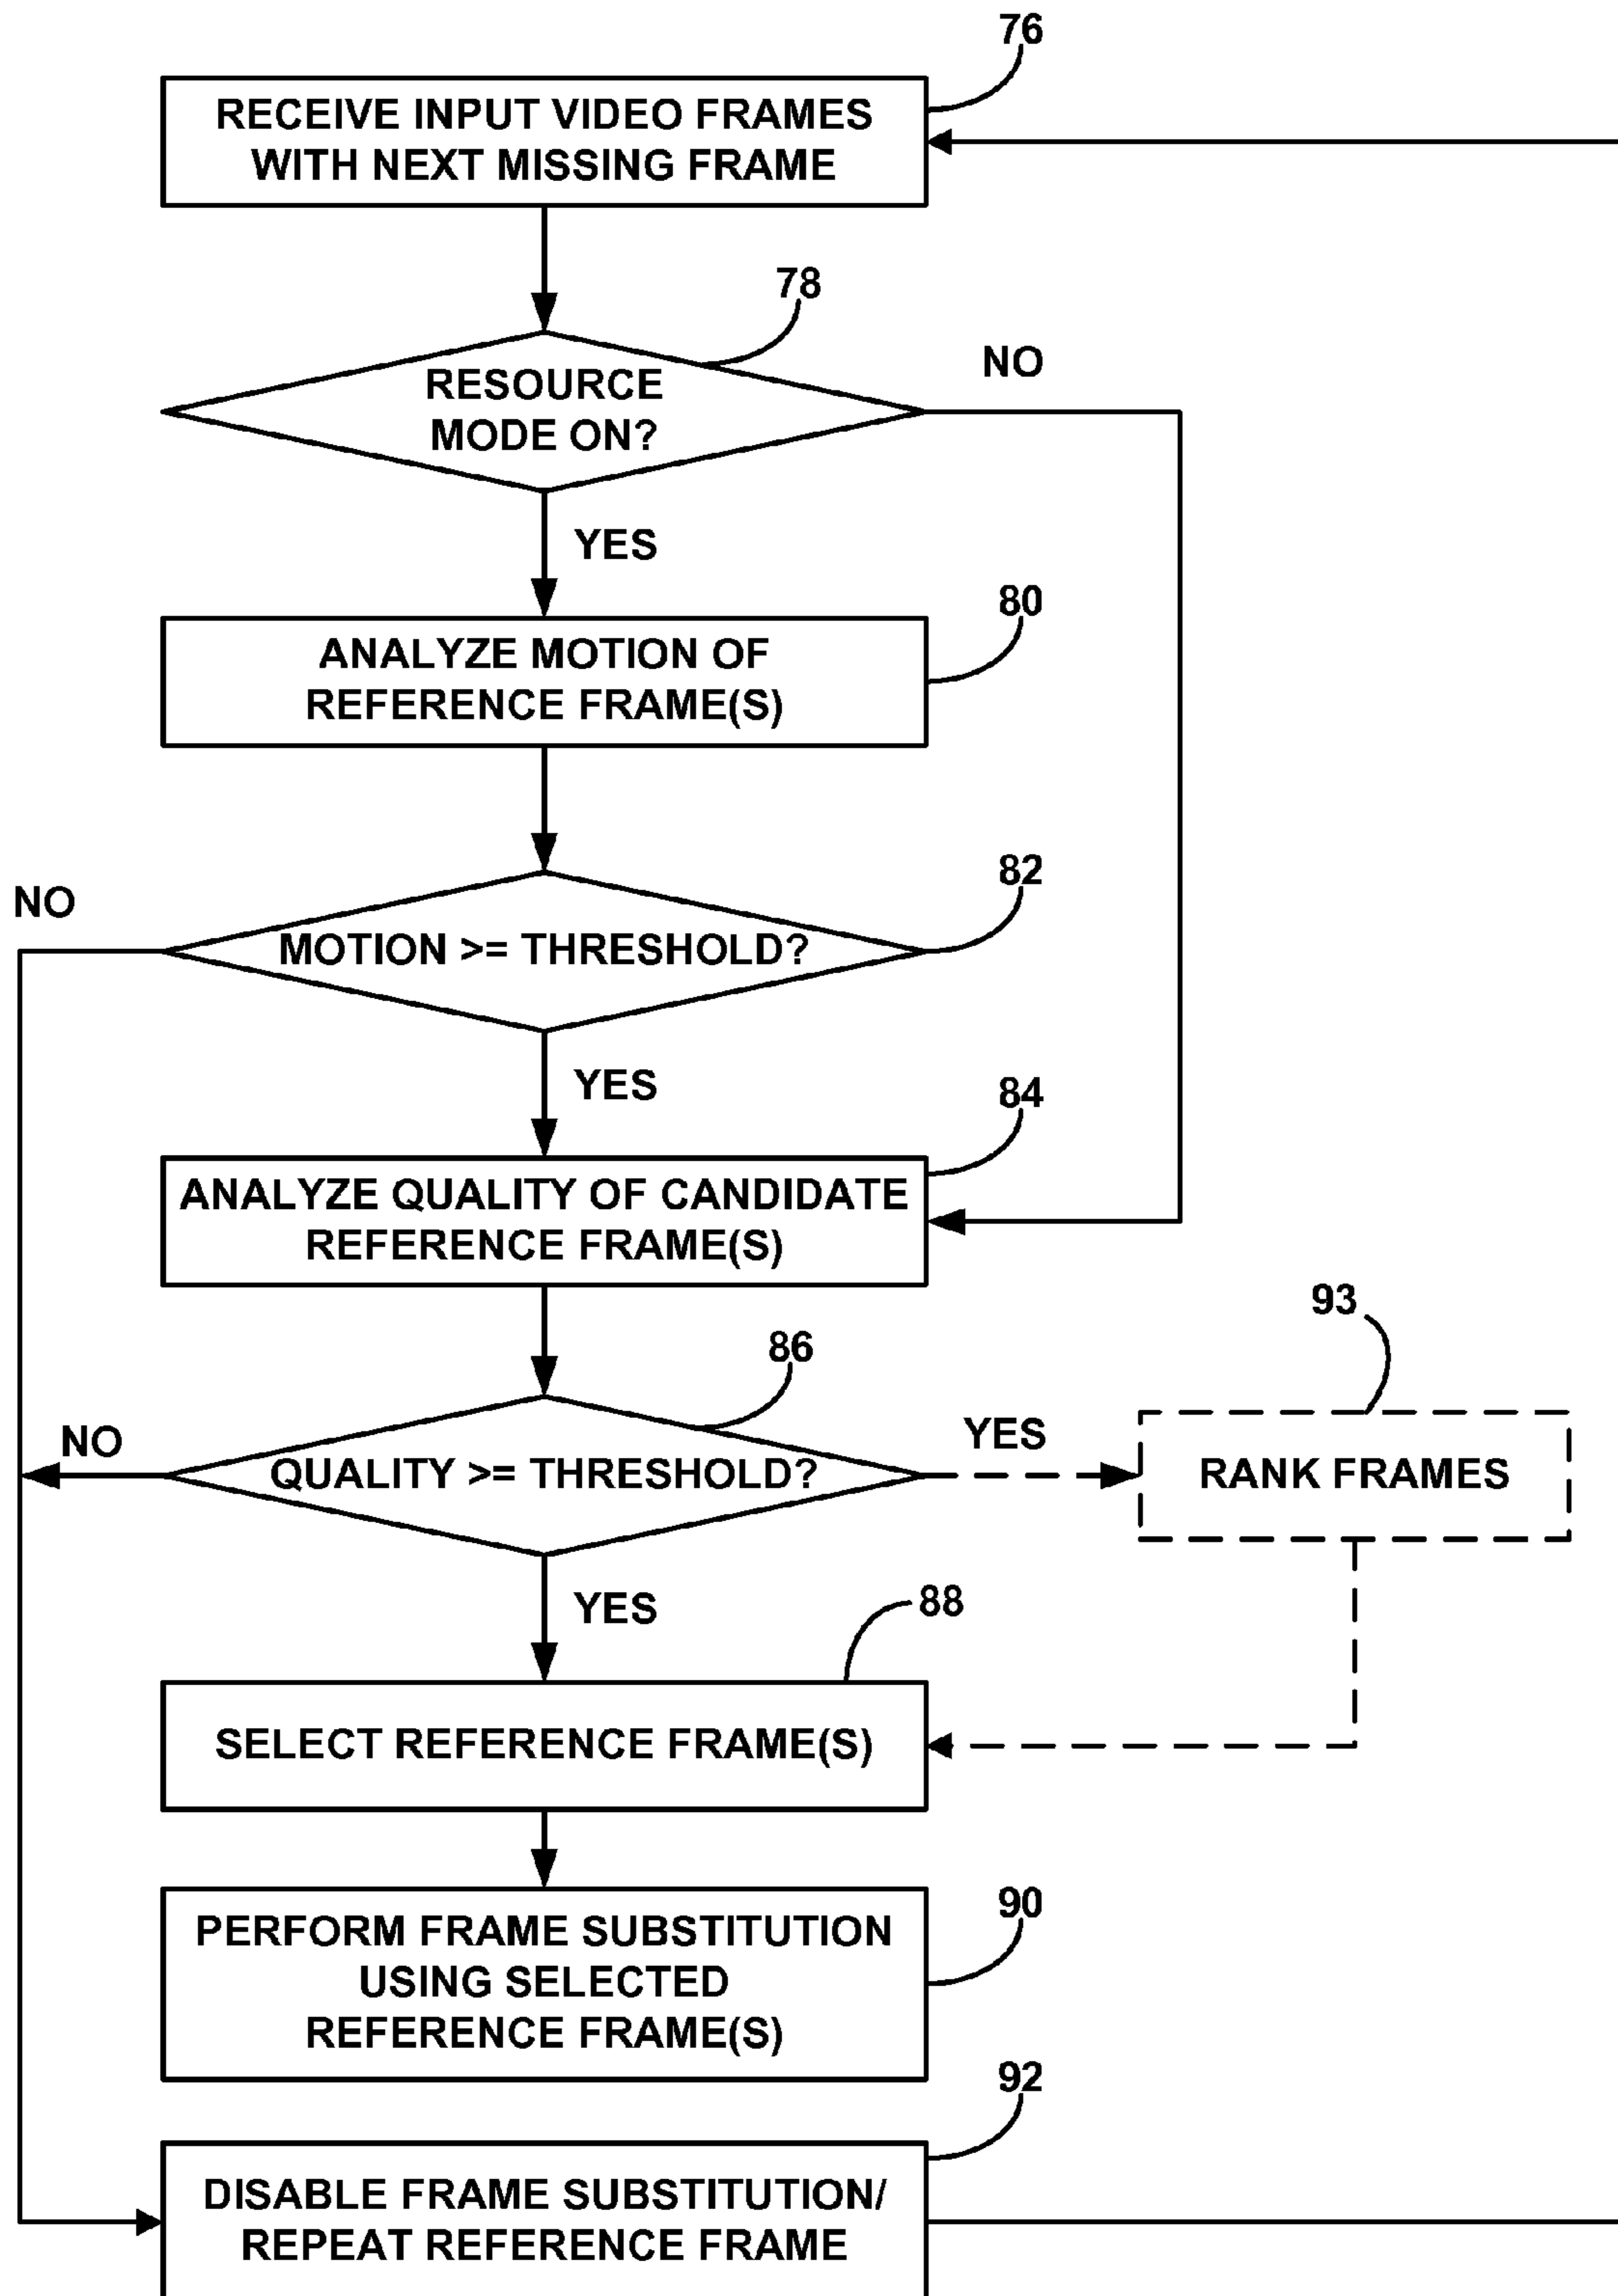 76
RECEIVE INPUT VIDEO FRAMES
WITH NEXT MISSING FRAME
78
NO
RESOURCE
MODE ON?
YES
80
ANALYZE MOTION OF
REFERENCE FRAME(S)
82
NO
MOTION >= THRESHOLD?
YES
84
ANALYZE QUALITY OF CANDIDATE
REFERENCE FRAME(S)
93
86
NO
YES
QUALITY >= THRESHOLD?
RANK FRAMES
YES
88
SELECT REFERENCE FRAME(S)
90
PERFORM FRAME SUBSTITUTION
USING SELECTED
REFERENCE FRAME(S)
92
DISABLE FRAME SUBSTITUTION/
REPEAT REFERENCE FRAME